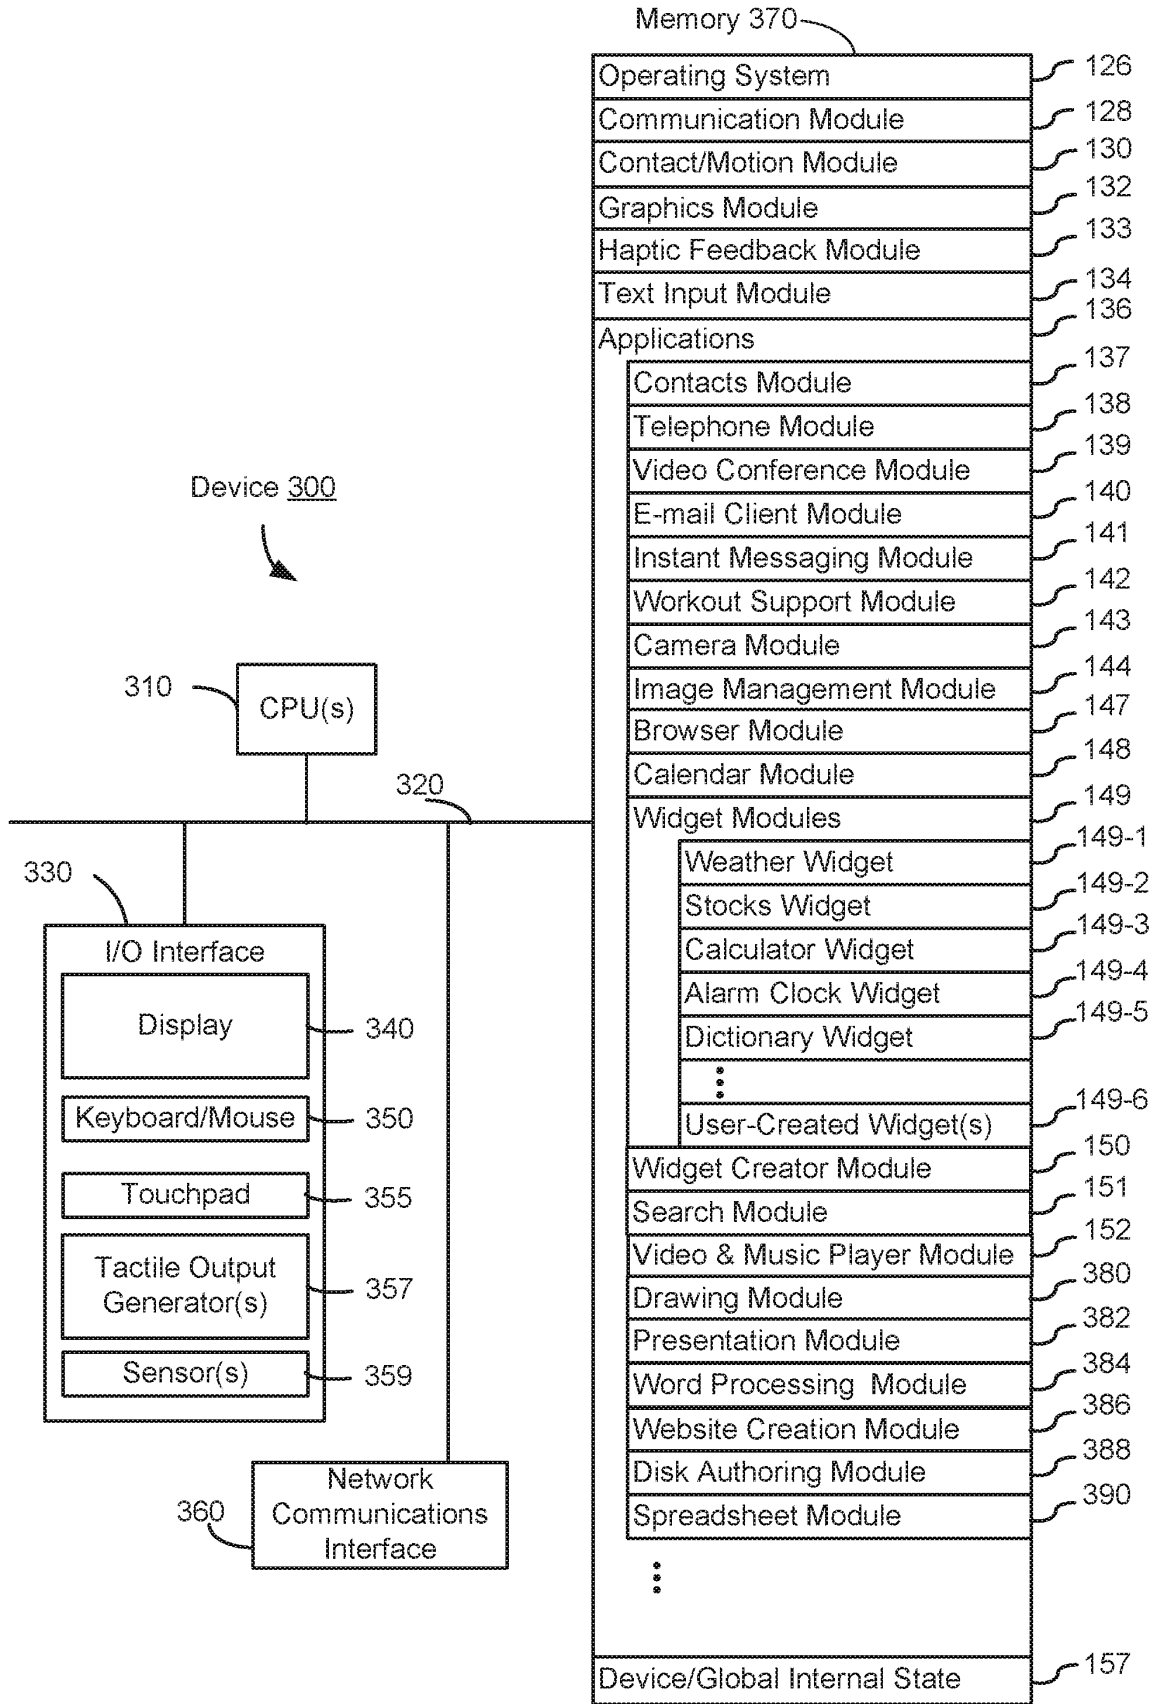 Memory 370
Operating System 126
Communication Module 128
Contact/Motion Module 130
Graphics Module 132
Haptic Feedback Module 133
Text Input Module 134
Applications 136
Contacts Module 137
Telephone Module 138
Video Conference Module 139
E-mail Client Module 140
Instant Messaging Module 141
Workout Support Module 142
Camera Module 143
Image Management Module 144
Browser Module 147
Calendar Module 148
Widget Modules 149
Weather Widget 149-1
Stocks Widget 149-2
Calculator Widget 149-3
Alarm Clock Widget 149-4
Dictionary Widget 149-5
User-Created Widget(s) 149-6
Widget Creator Module 150
Search Module 151
Video & Music Player Module 152
Drawing Module 380
Presentation Module 382
Word Processing Module 384
Website Creation Module 386
Disk Authoring Module 388
Spreadsheet Module 390
Device/Global Internal State 157
Device 300
310
CPU(s)
320
330
I/O Interface
Display 340
Keyboard/Mouse 350
Touchpad 355
Tactile Output
Generator(s) 357
Sensor(s) 359
360
Network
Communications
Interface